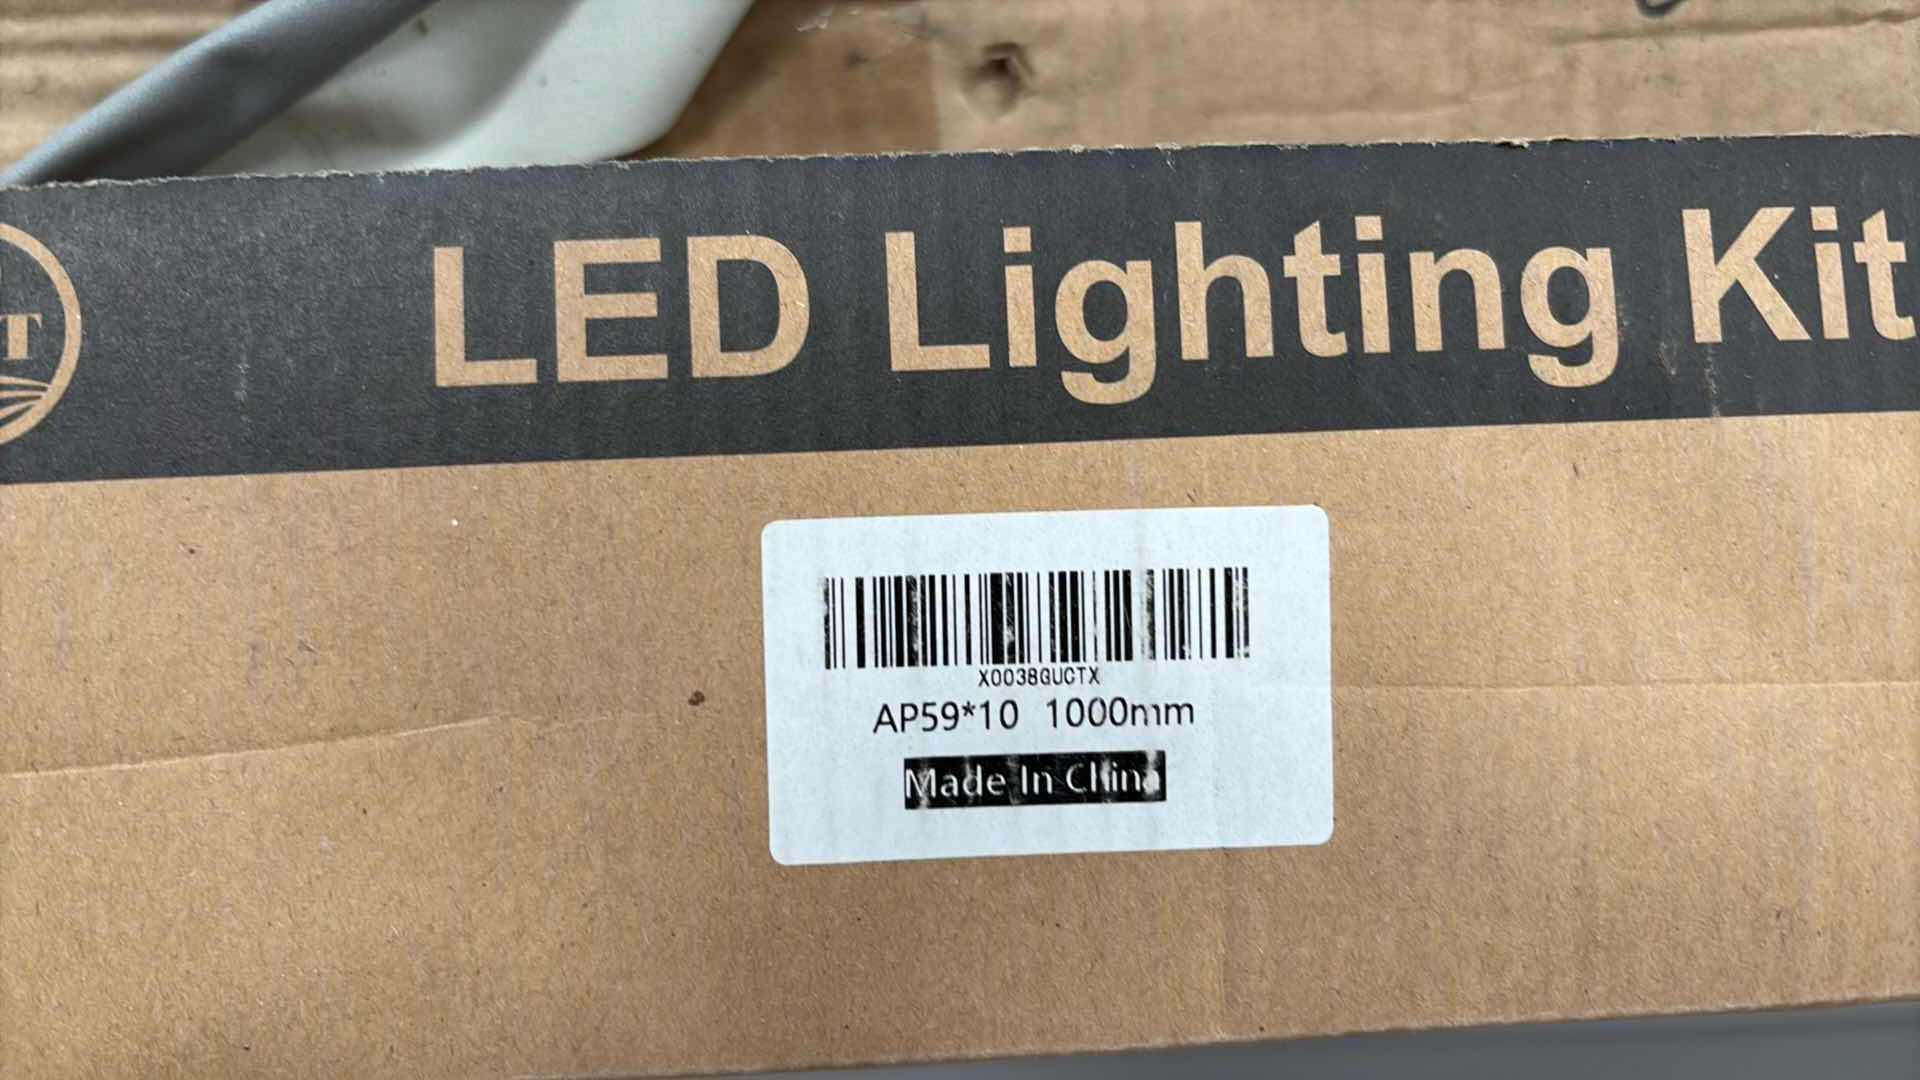 LED Lighting Kit
T
X0038GUCTX
AP59*10 1000mm
Made In China